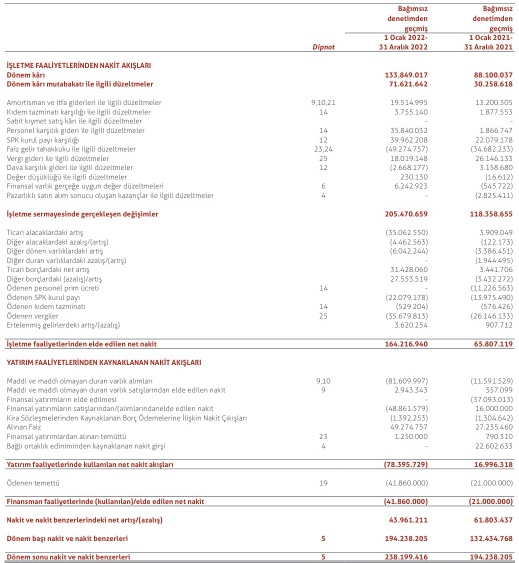 Bağımsız Bağımsız
denetimden denetimden
geçmiş geçmiş
1 Ocak 2022- 1 Ocak 2021-
Dipnot 31 Aralık 2022 31 Aralık 2021
İŞLETME FAALİYETLERİNDEN NAKİT AKIŞLARI
Dönem kârı 133.849.017 88.100.037
Dönem kârı mutabakatı ile ilgili düzeltmeler 71.621.642 30.258.618
Amortisman ve itfa giderleri ile ilgili düzeltmeler 9,10,21 19.514.995 13.200.305
Kıdem tazminatı karşılığı ile ilgili düzeltmeler 14 3.755.140 1.877.553
Sabit kıymet satış kârı ile ilgili düzeltmeler - -
Personel karşılık gideri ile ilgili düzeltmeler 14 35.840.032 1.866.747
SPK kurul payı karşılığı 12 39.962.208 22.079.178
Faiz gelir tahakkuku ile ilgili düzeltmeler 23,24 (49.274.757) (34.682.233)
Vergi gideri ile ilgili düzeltmeler 25 18.019.148 26.146.133
Dava karşılık gideri ile ilgili düzeltmeler 12 (2.668.177) 3.158.680
Değer düşüklüğü ile ilgili düzeltmeler 230.130 (16.612)
Finansal varlık gerçeğe uygun değer düzeltmeleri 6 6.242.923 (545.722)
Pazarlıklı satın alım sonucu oluşan kazançlar ile ilgili düzeltmeler 4 - (2.825.411)
İşletme sermayesinde gerçekleşen değişimler 205.470.659 118.358.655
Ticari alacaklardaki artış (35.062.550) 3.909.049
Diğer alacaklardaki azalış/(artış) (4.462.563) (122.173)
Diğer dönen varlıklardaki artış (6.042.244) (3.386.451)
Diğer duran varlıklardaki azalış/(artış) - (1.944.495)
Ticari borçlardaki net artış 31.428.060 3.441.706
Diğer borçlardaki (azalış)/artış 27.553.519 (3.432.272)
Ödenen personel prim ücreti 14 - (11.226.563)
Ödenen SPK kurul payı (22.079.178) (13.975.490)
Ödenen kıdem tazminatı 14 (529.204) (576.426)
Ödenen vergiler 25 (35.679.813) (26.146.133)
Ertelenmiş gelirlerdeki artış/(azalış) 3.620.254 907.712
İşletme faaliyetlerinden elde edilen net nakit 164.216.940 65.807.119
YATIRIM FAALİYETLERİNDEN KAYNAKLANAN NAKİT AKIŞLARI
Maddi ve maddi olmayan duran varlık alımları 9,10 (81.609.997) (11.591.529)
Maddi ve maddi olmayan duran varlık satışlarından elde edilen nakit 9 2.943.343 357.099
Finansal yatırımların elde edilmesi - (37.093.013)
Finansal yatırımların satışlarından/(alımlarındanelde edilen nakit (48.861.579) 16.000.000
Kira Sözleşmelerinden Kaynaklanan Borç Ödemelerine İlişkin Nakit Çıkışları (1.392.253) (1.304.642)
Alınan Faiz 49.274.757 27.235.460
Finansal yatırımlardan alınan temüttü 23 1.250.000 790.310
Bağlı ortaklık ediniminden kaynaklanan nakit girişi 4 - 22.602.633
Yatırım faaliyetlerinde kullanılan net nakit akışları (78.395.729) 16.996.318
Ödenen temettü 19 (41.860.000) (21.000.000)
Finansman faaliyetlerinde (kullanılan)/elde edilen net nakit (41.860.000) (21.000.000)
Nakit ve nakit benzerlerindeki net artış/(azalış) 43.961.211 61.803.437
Dönem başı nakit ve nakit benzerleri 5 194.238.205 132.434.768
Dönem sonu nakit ve nakit benzerleri 5 238.199.416 194.238.205